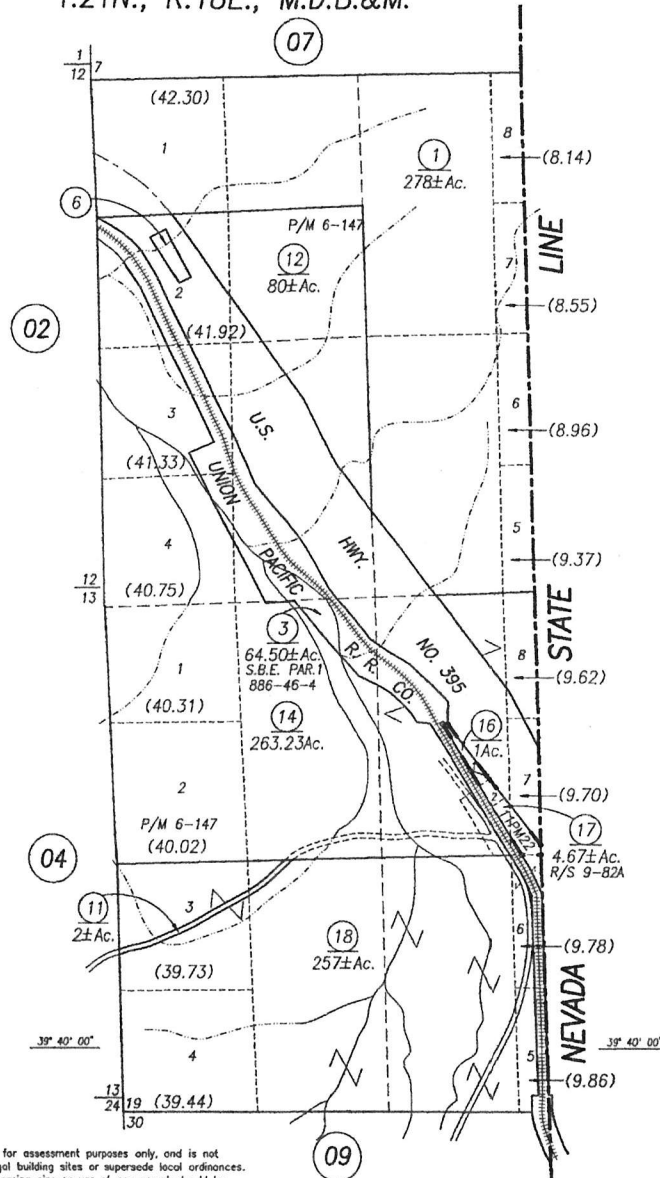 T.21N., R.18E., M.D.B.&M.
07
1
12 7
(42.30)
1
8
(8.14)
1
278±Ac.
6
P/M 6-147
12
80±Ac.
2
7
LINE
(8.55)
02
(41.92)
3
U.S.
6
(8.96)
(41.33)
UNION
4
HWY.
5
(9.37)
PACIFIC
12
13
(40.75)
3
64.50±Ac.
S.B.E. PAR.1
886-46-4
R/R.
CO.
NO. 395
8
STATE
(9.62)
1
(40.31)
14
263.23Ac.
16
1Ac.
2
7
(9.70)
P/M 6-147
(40.02)
2
11PM22
17
4.67±Ac.
R/S 9-82A
04
11
2±Ac.
3
18
257±Ac.
6
(9.78)
(39.73)
NEVADA
39° 40' 00"
39° 40' 00"
4
5
(9.86)
13
24 19
(39.44)
30
09
for assessment purposes only, and is not
gal building sites or supersede local ordinances.